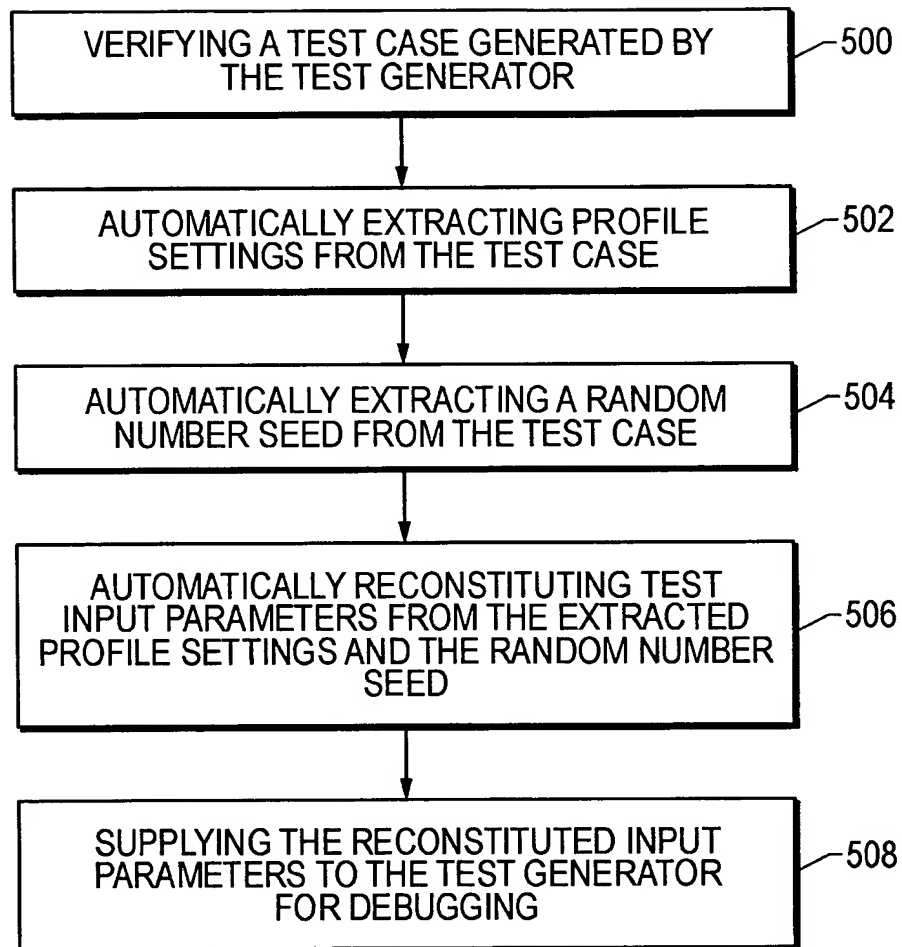 VERIFYING A TEST CASE GENERATED BY
THE TEST GENERATOR
500
AUTOMATICALLY EXTRACTING PROFILE
SETTINGS FROM THE TEST CASE
502
AUTOMATICALLY EXTRACTING A RANDOM
NUMBER SEED FROM THE TEST CASE
504
AUTOMATICALLY RECONSTITUTING TEST
INPUT PARAMETERS FROM THE EXTRACTED
PROFILE SETTINGS AND THE RANDOM NUMBER
SEED
506
SUPPLYING THE RECONSTITUTED INPUT
PARAMETERS TO THE TEST GENERATOR
FOR DEBUGGING
508